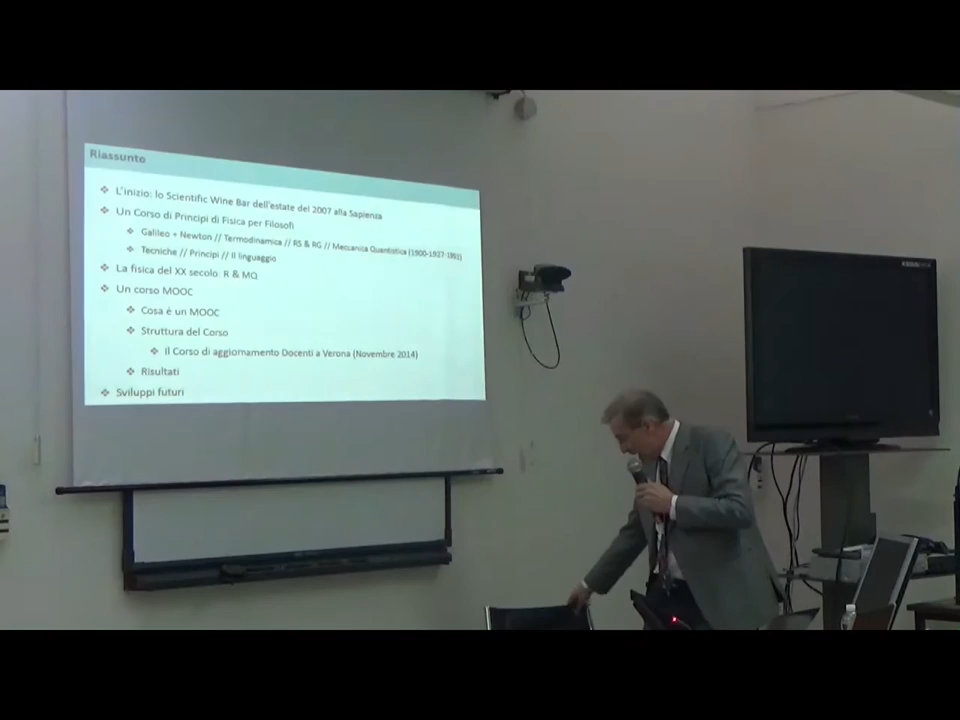 Riassunto
❖ L'inizio: lo Scientific Wine Bar dell'estate del 2007 alla Sapienza
❖ Un Corso di Principi di Fisica per Filosofi
❖ Galileo + Newton // Termodinamica // RS & RG // Meccanica Quantistica (1900-1927-1952)
❖ Tecniche // Principi // Il linguaggio
❖ La fisica del XX secolo: R & MQ
❖ Un corso MOOC
❖ Cosa é un MOOC
❖ Struttura del Corso
❖ Il Corso di aggiornamento Docenti a Verona (Novembre 2014)
❖ Risultati
❖ Sviluppi futuri